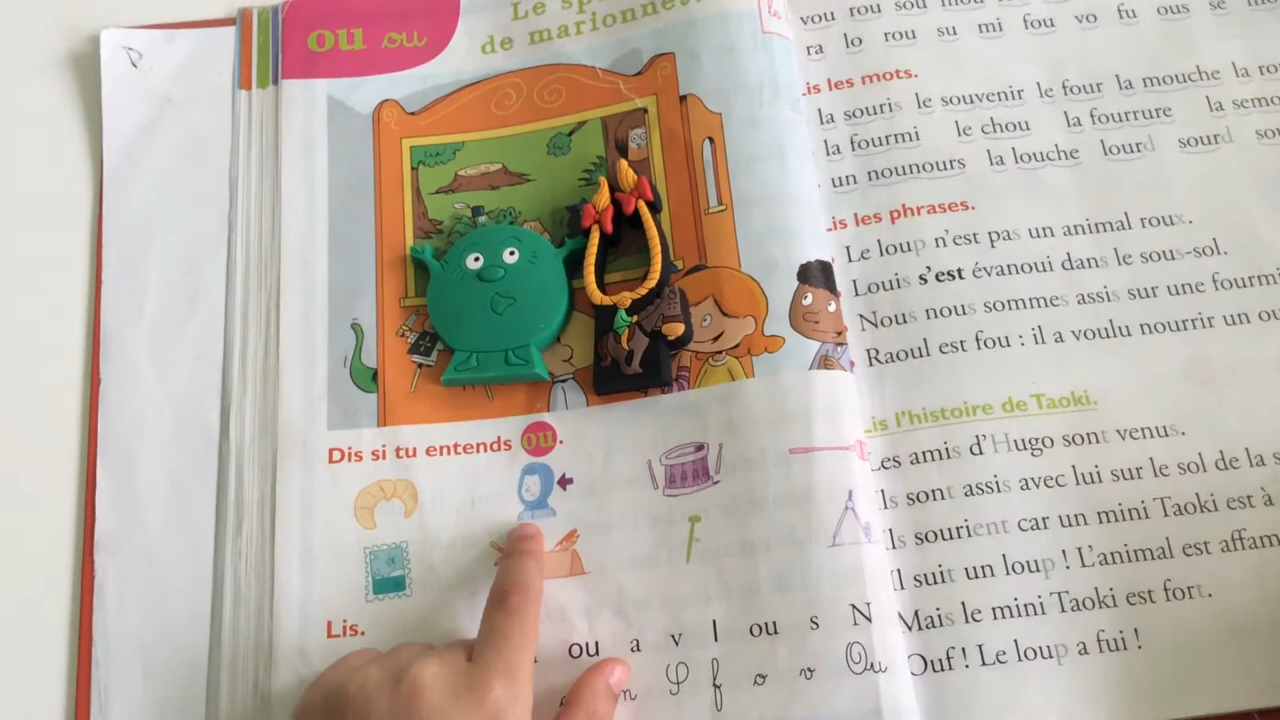 ou ou
Le
de marionnet
Dis si tu entends ou.
Lis.
ou a v l ou s N
n f o v Ou
vou rou sou
ra lo rou su mi fou vo fu ous se
Lis les mots.
la souris le souvenir le four la mouche la
la fourmi le chou la fourrure la
un nounours la louche lourd sourd
Lis les phrases.
Le loup n'est pas un animal roux.
Louis s'est évanoui dans le sous-sol.
Nous nous sommes assis sur une fourmi
Raoul est fou : il a voulu nourrir un
Lis l'histoire de Taoki.
Les amis d'Hugo sont venus.
Ils sont assis avec lui sur le sol de la
Ils sourient car un mini Taoki est à
Il suit un loup ! L'animal est affam
Mais le mini Taoki est fort.
Ouf ! Le loup a fui !